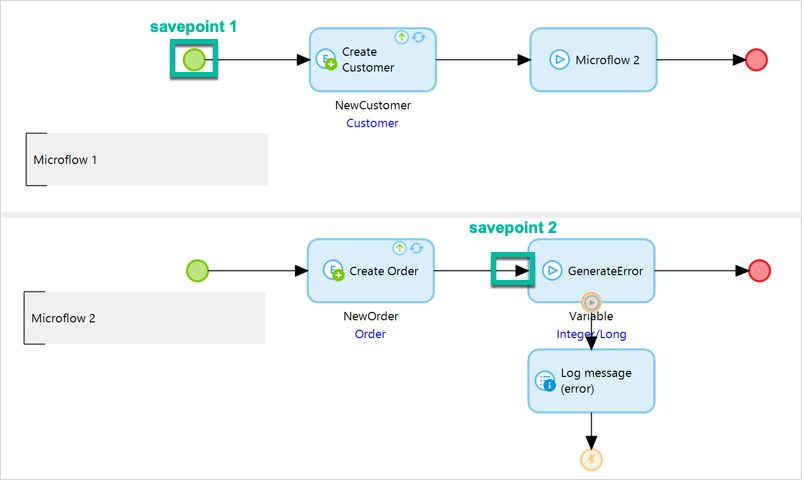 savepoint 1
Create
Customer
Microflow 2
NewCustomer
Customer
Microflow 1
savepoint 2
Create Order
GenerateError
NewOrder
Order
Variable
Integer/Long
Microflow 2
Log message
(error)